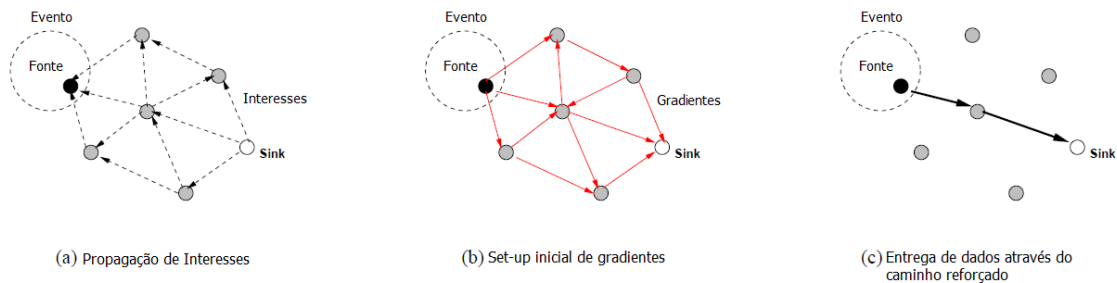 Evento
Fonte
Interesses
Sink
(a) Propagação de Interesses
Evento
Fonte
Gradientes
Sink
(b) Set-up inicial de gradientes
Evento
Fonte
Sink
(c) Entrega de dados através do
caminho reforçado